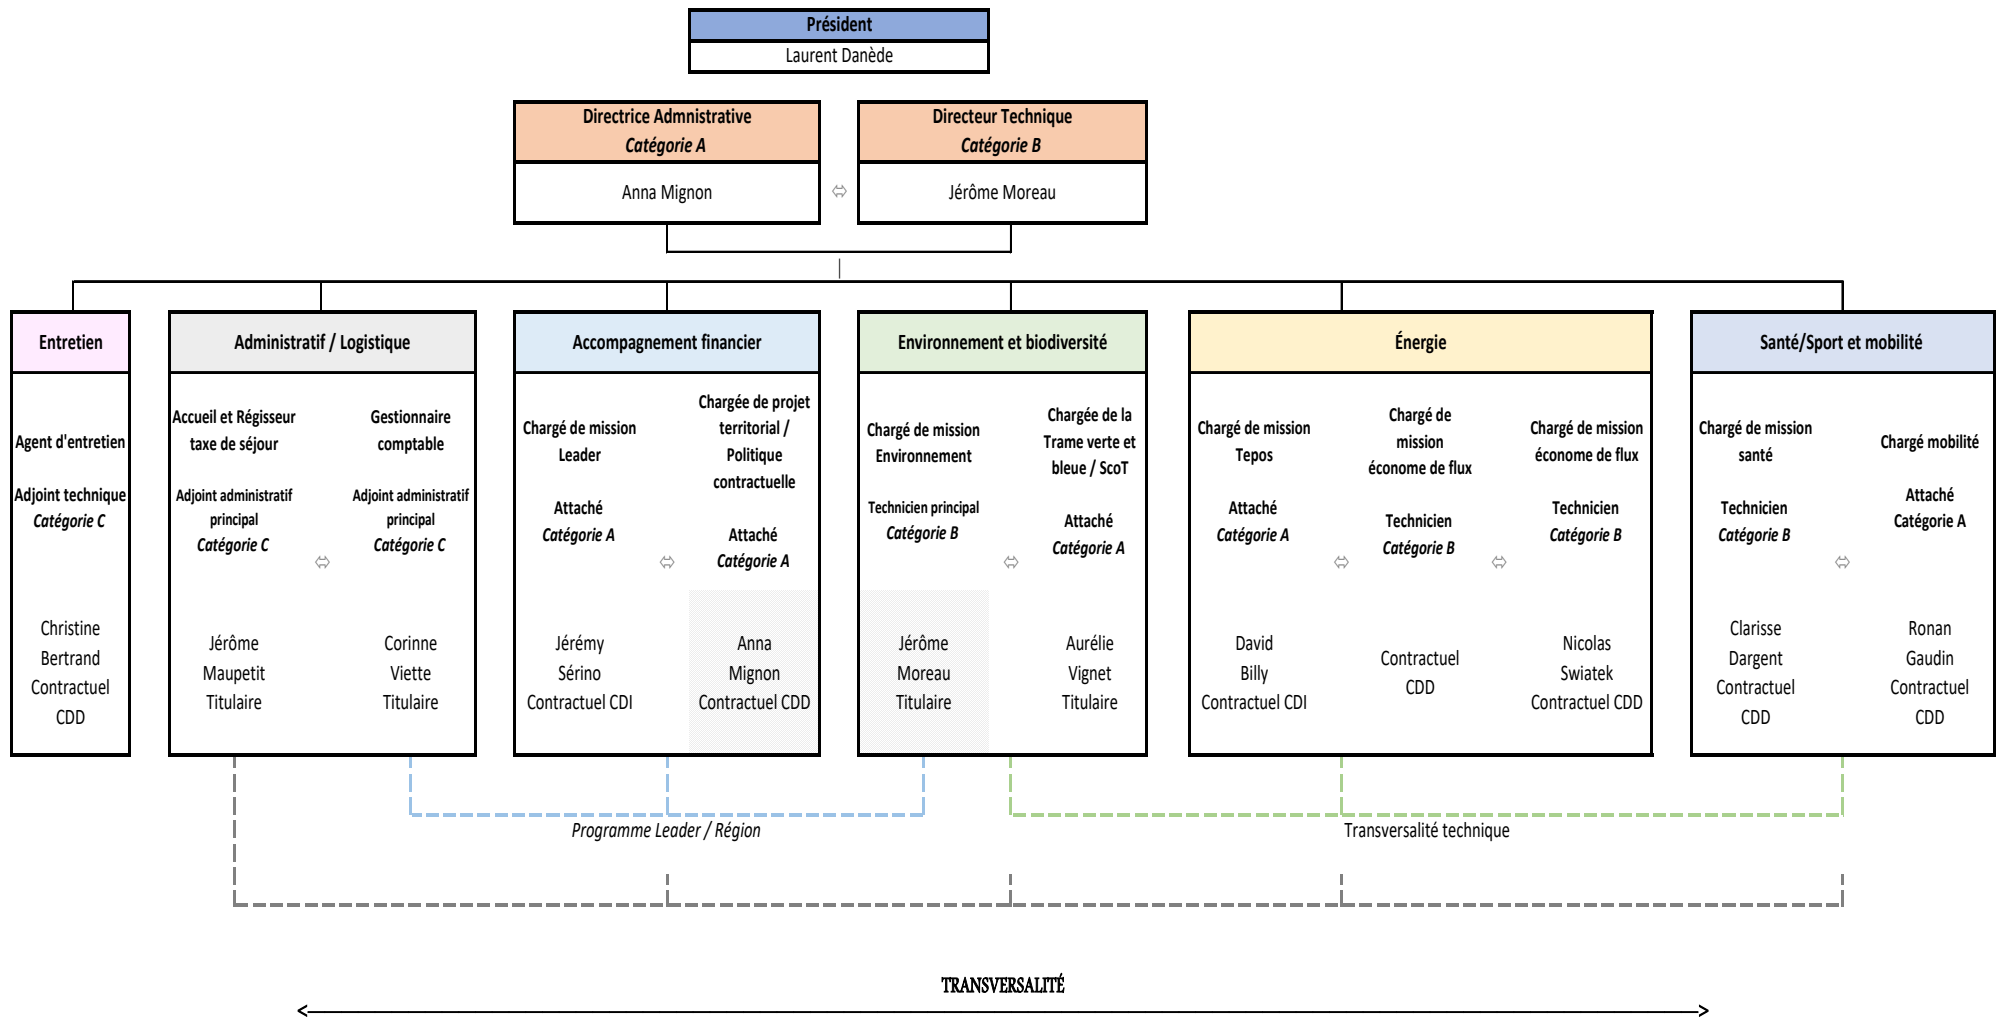 Président
Laurent Danède
Directrice Admnistrative
Catégorie A
Anna Mignon
Directeur Technique
Catégorie B
Jérôme Moreau
Entretien
Agent d'entretien
Adjoint technique
Catégorie C
Christine
Bertrand
Contractuel
CDD
Administratif / Logistique
Accueil et Régisseur
taxe de séjour
Adjoint administratif
principal
Catégorie C
Jérôme
Maupetit
Titulaire
Gestionnaire
comptable
Adjoint administratif
principal
Catégorie C
Corinne
Viette
Titulaire
Accompagnement financier
Chargé de mission
Leader
Attaché
Catégorie A
Jérémy
Sérino
Contractuel CDI
Chargée de projet
territorial /
Politique
contractuelle
Attaché
Catégorie A
Anna
Mignon
Contractuel CDD
Environnement et biodiversité
Chargé de mission
Environnement
Technicien principal
Catégorie B
Jérôme
Moreau
Titulaire
Chargée de la
Trame verte et
bleue / ScoT
Attaché
Catégorie A
Aurélie
Vignet
Titulaire
Énergie
Chargé de mission
Tepos
Attaché
Catégorie A
David
Billy
Contractuel CDI
Chargé de
mission
économe de flux
Technicien
Catégorie B
Contractuel
CDD
Chargé de mission
économe de flux
Technicien
Catégorie B
Nicolas
Swiatek
Contractuel CDD
Santé/Sport et mobilité
Chargé de mission
santé
Technicien
Catégorie B
Clarisse
Dargent
Contractuel
CDD
Chargé mobilité
Attaché
Catégorie A
Ronan
Gaudin
Contractuel
CDD
Programme Leader / Région
Transversalité technique
TRANSVERSALITÉ